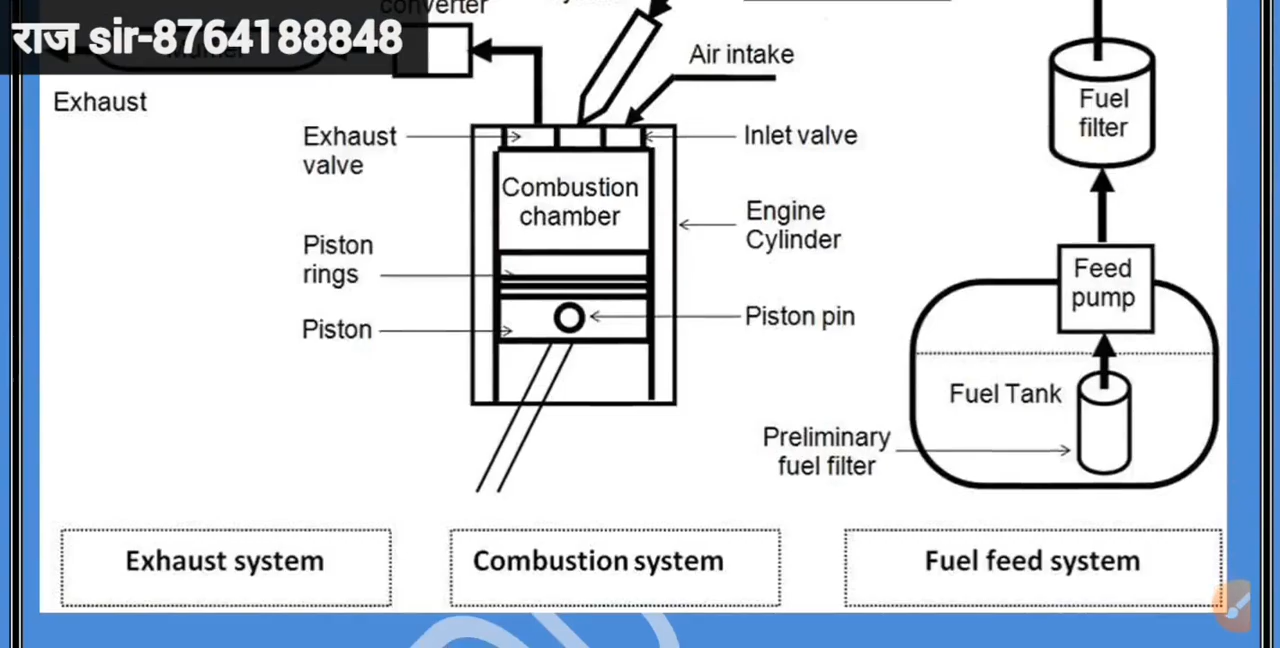 converter
राज sir-8764188848
Air intake
Exhaust
Fuel
filter
Exhaust
valve
Inlet valve
Combustion
chamber
Engine
Cylinder
Piston
rings
Feed
pump
Piston
Piston pin
Fuel Tank
Preliminary
fuel filter
Exhaust system
Combustion system
Fuel feed system